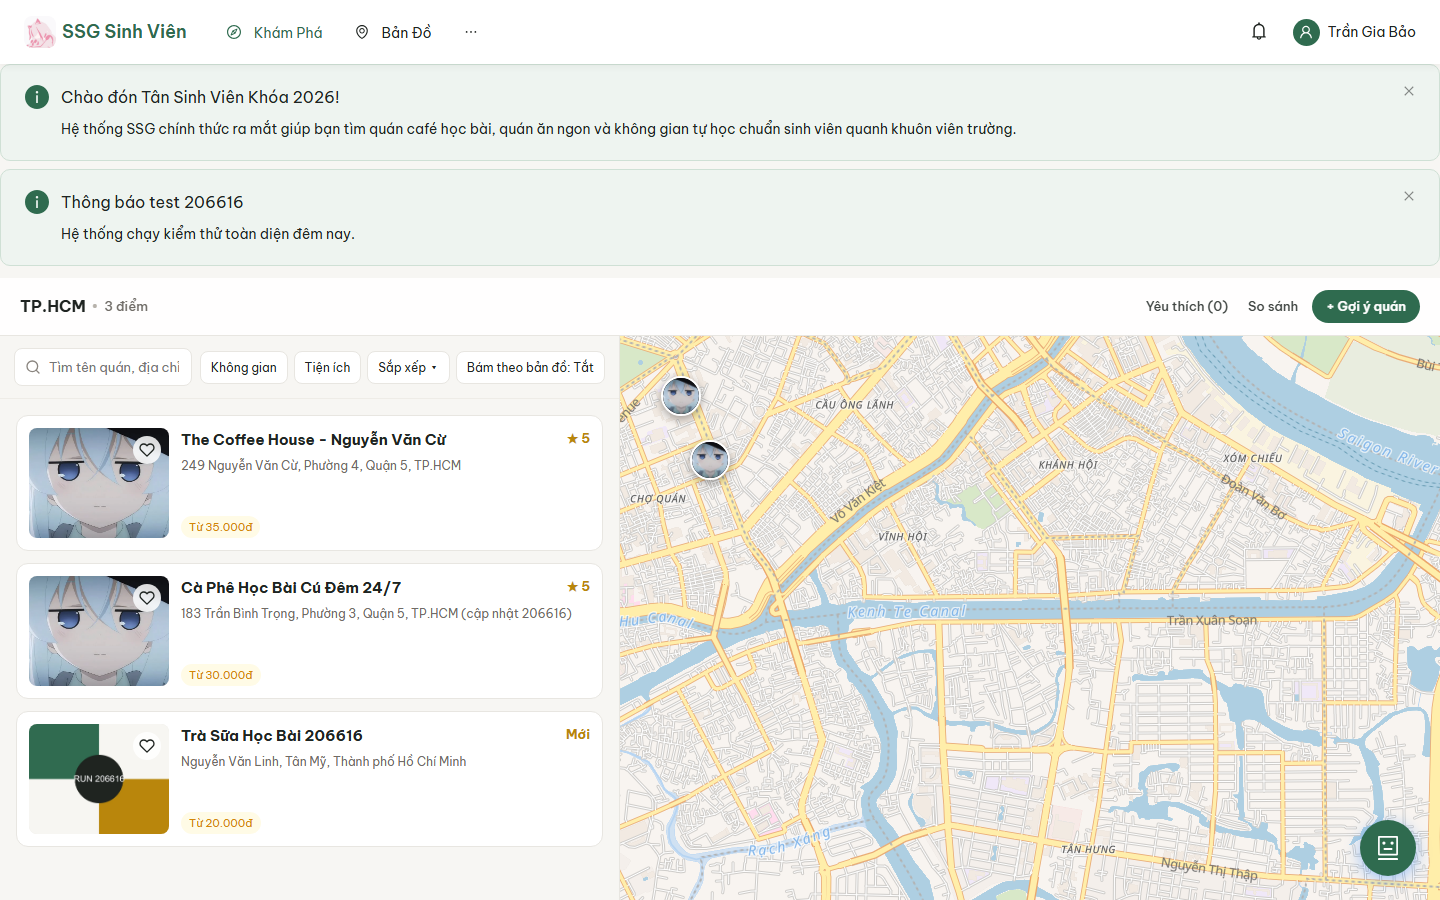 SSG Sinh Viên
Khám Phá
Bản Đồ
...
Trần Gia Bảo
Chào đón Tân Sinh Viên Khóa 2026!
Hệ thống SSG chính thức ra mắt giúp bạn tìm quán café học bài, quán ăn ngon và không gian tự học chuẩn sinh viên quanh khuôn viên trường.
Thông báo test 206616
Hệ thống chạy kiểm thử toàn diện đêm nay.
TP.HCM • 3 điểm
Yêu thích (0)
So sánh
+ Gợi ý quán
Tìm tên quán, địa chỉ
Không gian
Tiện ích
Sắp xếp
Bám theo bản đồ: Tắt
The Coffee House - Nguyễn Văn Cừ
★ 5
249 Nguyễn Văn Cừ, Phường 4, Quận 5, TP.HCM
Từ 35.000đ
Cà Phê Học Bài Cú Đêm 24/7
★ 5
183 Trần Bình Trọng, Phường 3, Quận 5, TP.HCM (cập nhật 206616)
Từ 30.000đ
RUN 206616
Trà Sữa Học Bài 206616
Mới
Nguyễn Văn Linh, Tân Mỹ, Thành phố Hồ Chí Minh
Từ 20.000đ
enue
CẦU ÔNG LÃNH
Saigon River
Bùi
XÓM CHIẾU
KHÁNH HỘI
CHỢ QUÁN
Võ Văn Kiệt
Đoàn Văn Bơ
VĨNH HỘI
Hu Canal
Kenh Te Canal
Trần Xuân Soạn
Rạch Xáng
TÂN HƯNG
Nguyễn Thị Thập